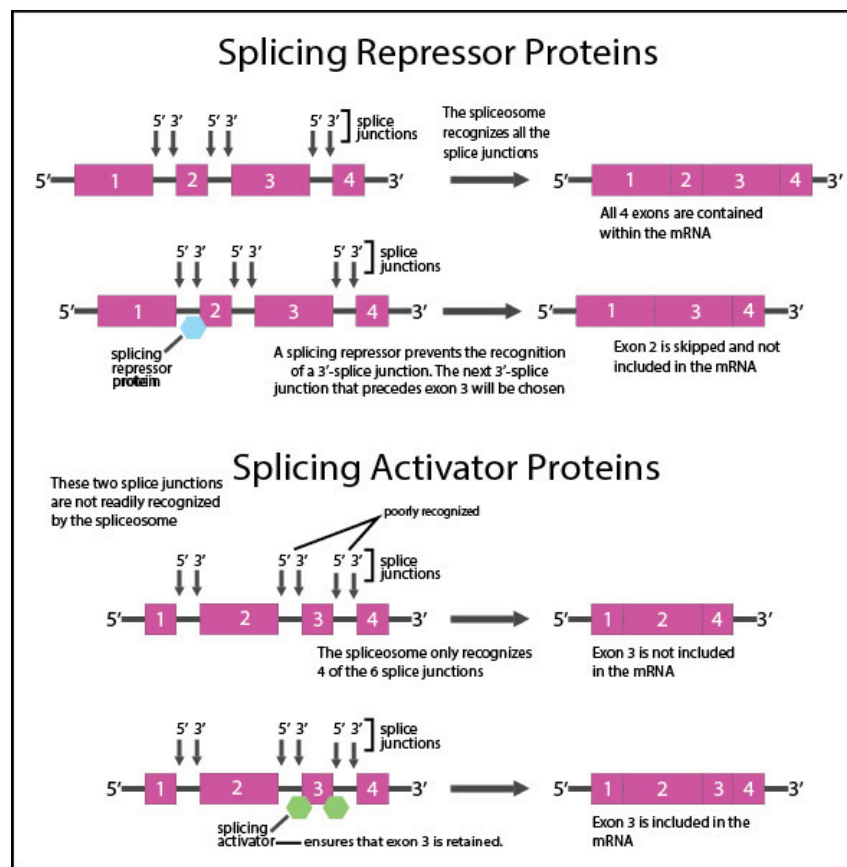 Splicing Repressor Proteins
5’ 3’ 5’ 3’ 5’ 3’ splice
junctions
The spliceosome
recognizes all the
splice junctions
5’ 1 2 3 4 3’
5’ 1 2 3 4 3’
All 4 exons are contained
within the mRNA
5’ 3’ 5’ 3’ 5’ 3’ splice
junctions
5’ 1 2 3 4 3’
5’ 1 3 4 3’
splicing
repressor
protein
A splicing repressor prevents the recognition
of a 3’-splice junction. The next 3’-splice
junction that precedes exon 3 will be chosen
Exon 2 is skipped and not
included in the mRNA
Splicing Activator Proteins
These two splice junctions
are not readily recognized
by the spliceosome
poorly recognized
5’ 3’ 5’ 3’ 5’ 3’ splice
junctions
5’ 1 2 3 4 3’
5’ 1 2 4 3’
The spliceosome only recognizes
4 of the 6 splice junctions
Exon 3 is not included
in the mRNA
5’ 3’ 5’ 3’ 5’ 3’ splice
junctions
5’ 1 2 3 4 3’
5’ 1 2 3 4 3’
splicing
activator
ensures that exon 3 is retained.
Exon 3 is included in the
mRNA